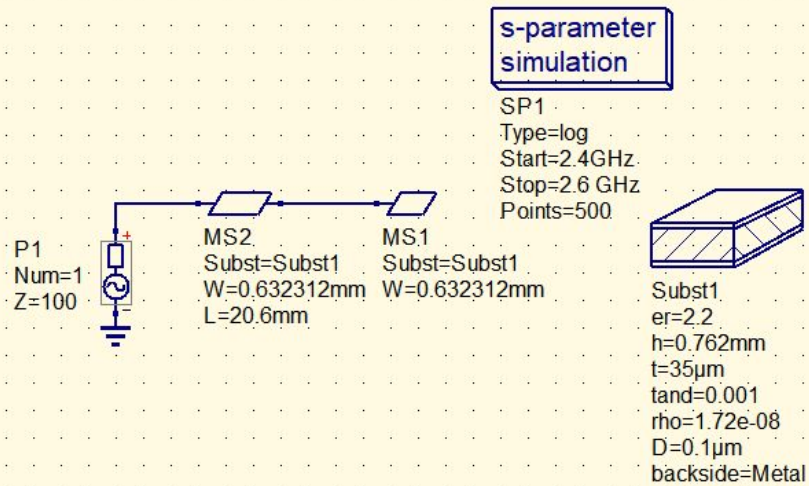 s-parameter
simulation
SP1
Type=log
Start=2.4GHz
Stop=2.6 GHz
Points=500
P1
Num=1
Z=100
MS2
Subst=Subst1
W=0.632312mm
L=20.6mm
MS1
Subst=Subst1
W=0.632312mm
Subst1
er=2.2
h=0.762mm
t=35µm
tand=0.001
rho=1.72e-08
D=0.1µm
backside=Metal